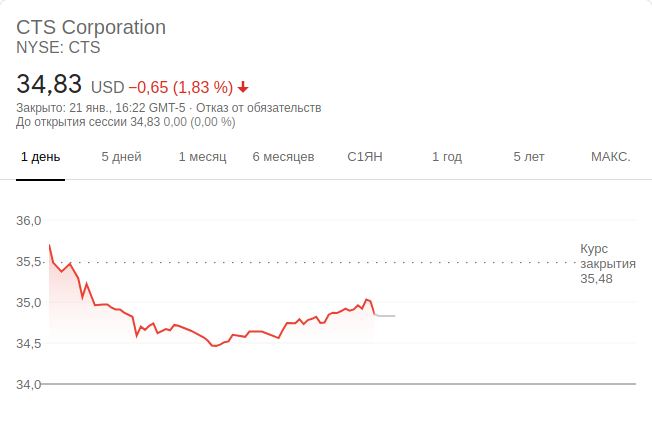 CTS Corporation
NYSE: CTS
34,83 USD −0,65 (1,83 %)
Закрыто: 21 янв., 16:22 GMT-5 · Отказ от обязательств
До открытия сессии 34,83 0,00 (0,00 %)
1 день 5 дней 1 месяц 6 месяцев С1ЯН 1 год 5 лет МАКС.
36,0
35,5
35,0
34,5
34,0
Курс
закрытия
35,48